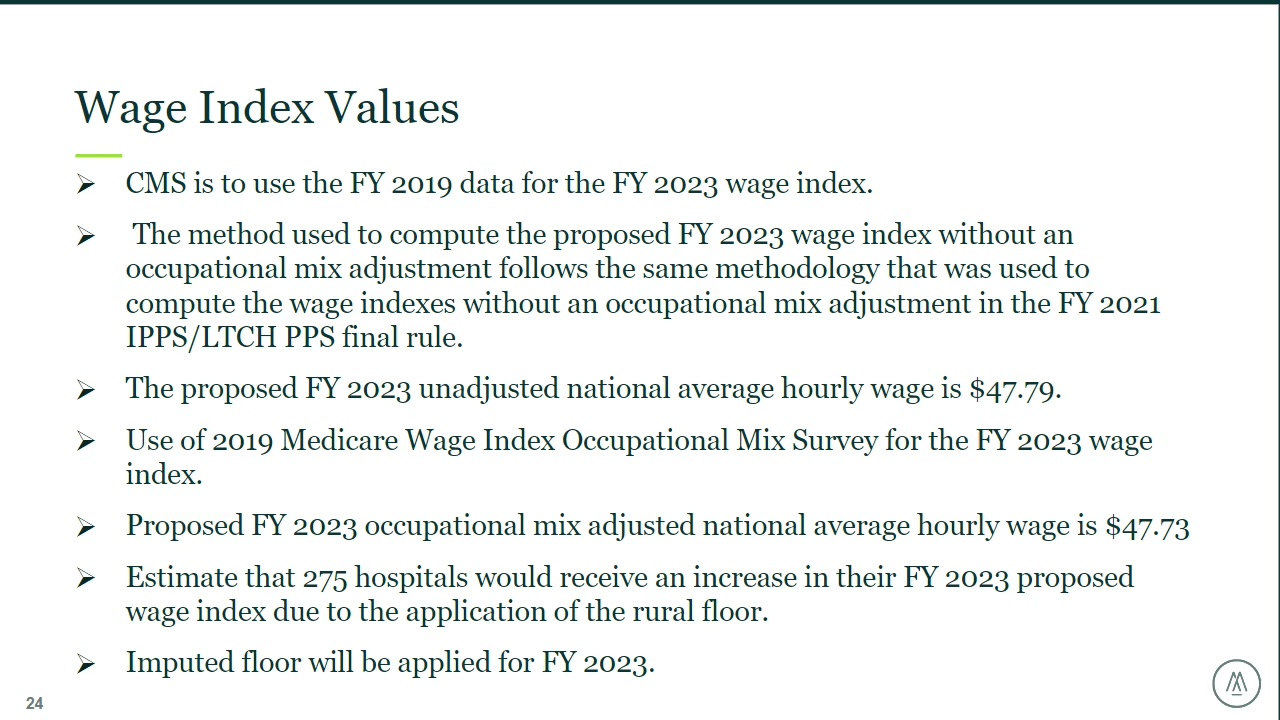 Wage Index Values
➢ CMS is to use the FY 2019 data for the FY 2023 wage index.
➢ The method used to compute the proposed FY 2023 wage index without an
occupational mix adjustment follows the same methodology that was used to
compute the wage indexes without an occupational mix adjustment in the FY 2021
IPPS/LTCH PPS final rule.
➢ The proposed FY 2023 unadjusted national average hourly wage is $47.79.
➢ Use of 2019 Medicare Wage Index Occupational Mix Survey for the FY 2023 wage
index.
➢ Proposed FY 2023 occupational mix adjusted national average hourly wage is $47.73
➢ Estimate that 275 hospitals would receive an increase in their FY 2023 proposed
wage index due to the application of the rural floor.
➢ Imputed floor will be applied for FY 2023.
24